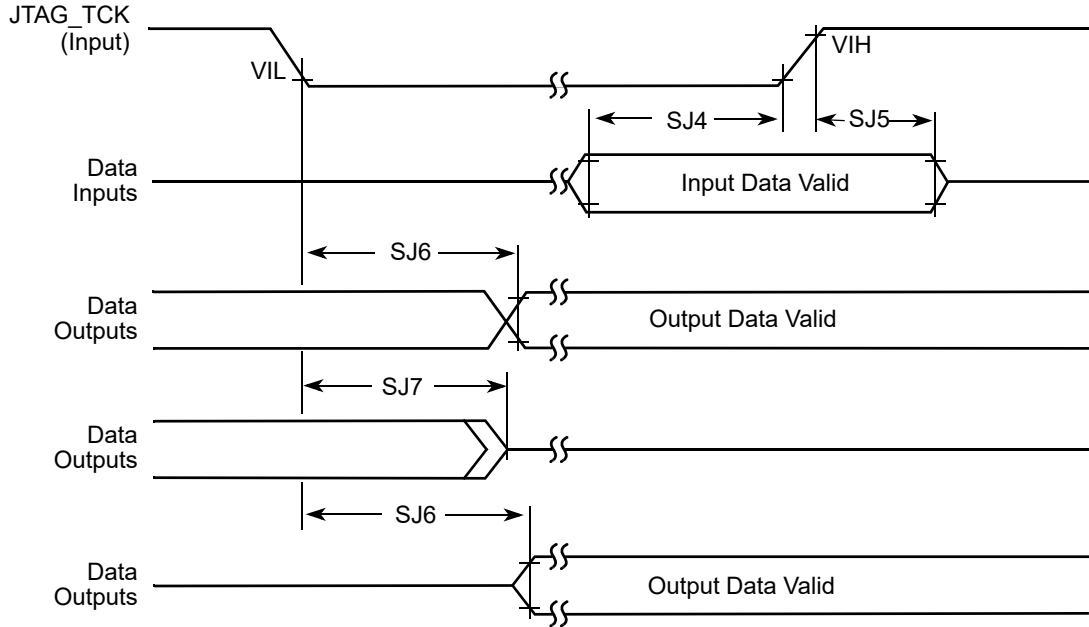 JTAG_TCK
(Input)
VIL
VIH
SJ4
SJ5
Data
Inputs
Input Data Valid
SJ6
Data
Outputs
Output Data Valid
SJ7
Data
Outputs
SJ6
Data
Outputs
Output Data Valid